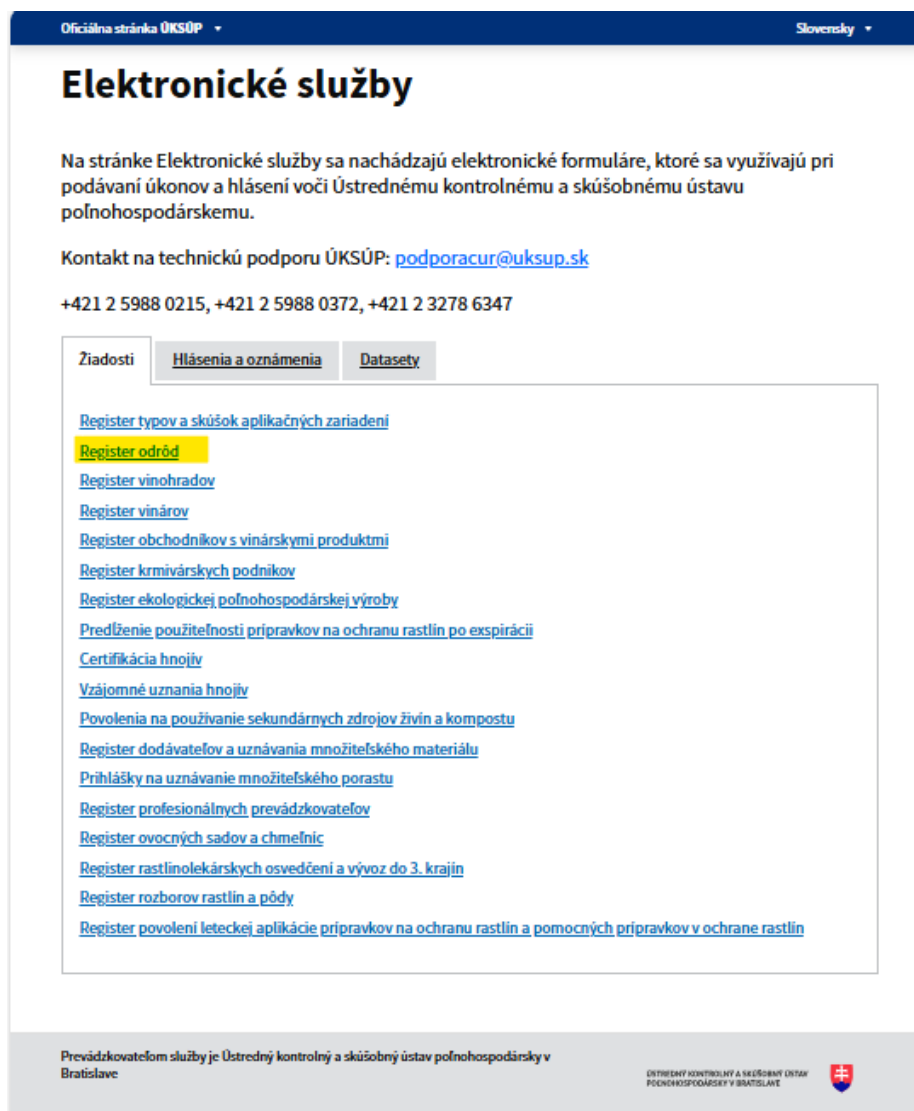 Oficiálna stránka ÚKSÚP
Slovensky
Elektronické služby
Na stránke Elektronické služby sa nachádzajú elektronické formuláre, ktoré sa využívajú pri
podávaní úkonov a hlásení voči Ústrednému kontrolnému a skúšobnému ústavu
poľnohospodárskemu.
Kontakt na technickú podporu ÚKSÚP: podporacur@uksup.sk
+421 2 5988 0215, +421 2 5988 0372, +421 2 3278 6347
Žiadosti
Hlásenia a oznámenia
Datasety
Register typov a skúšok aplikačných zariadení
Register odrôd
Register vinohradov
Register vinárov
Register obchodníkov s vinárskymi produktmi
Register krmivárskych podnikov
Register ekologickej poľnohospodárskej výroby
Predĺženie použiteľnosti prípravkov na ochranu rastlín po exspirácii
Certifikácia hnojív
Vzájomné uznania hnojív
Povolenia na používanie sekundárnych zdrojov živín a kompostu
Register dodávateľov a uznávania množiteľského materiálu
Prihlášky na uznávanie množiteľského porastu
Register profesionálnych prevádzkovateľov
Register ovocných sadov a chmeľníc
Register rastlinolekárskych osvedčení a vývoz do 3. krajín
Register rozborov rastlín a pôdy
Register povolení leteckej aplikácie prípravkov na ochranu rastlín a pomocných prípravkov v ochrane rastlín
Prevádzkovateľom služby je Ústredný kontrolný a skúšobný ústav poľnohospodársky v
Bratislave
ÚSTREDNÝ KONTROLNÝ A SKÚŠOBNÝ ÚSTAV
POĽNOHOSPODÁRSKY V BRATISLAVE